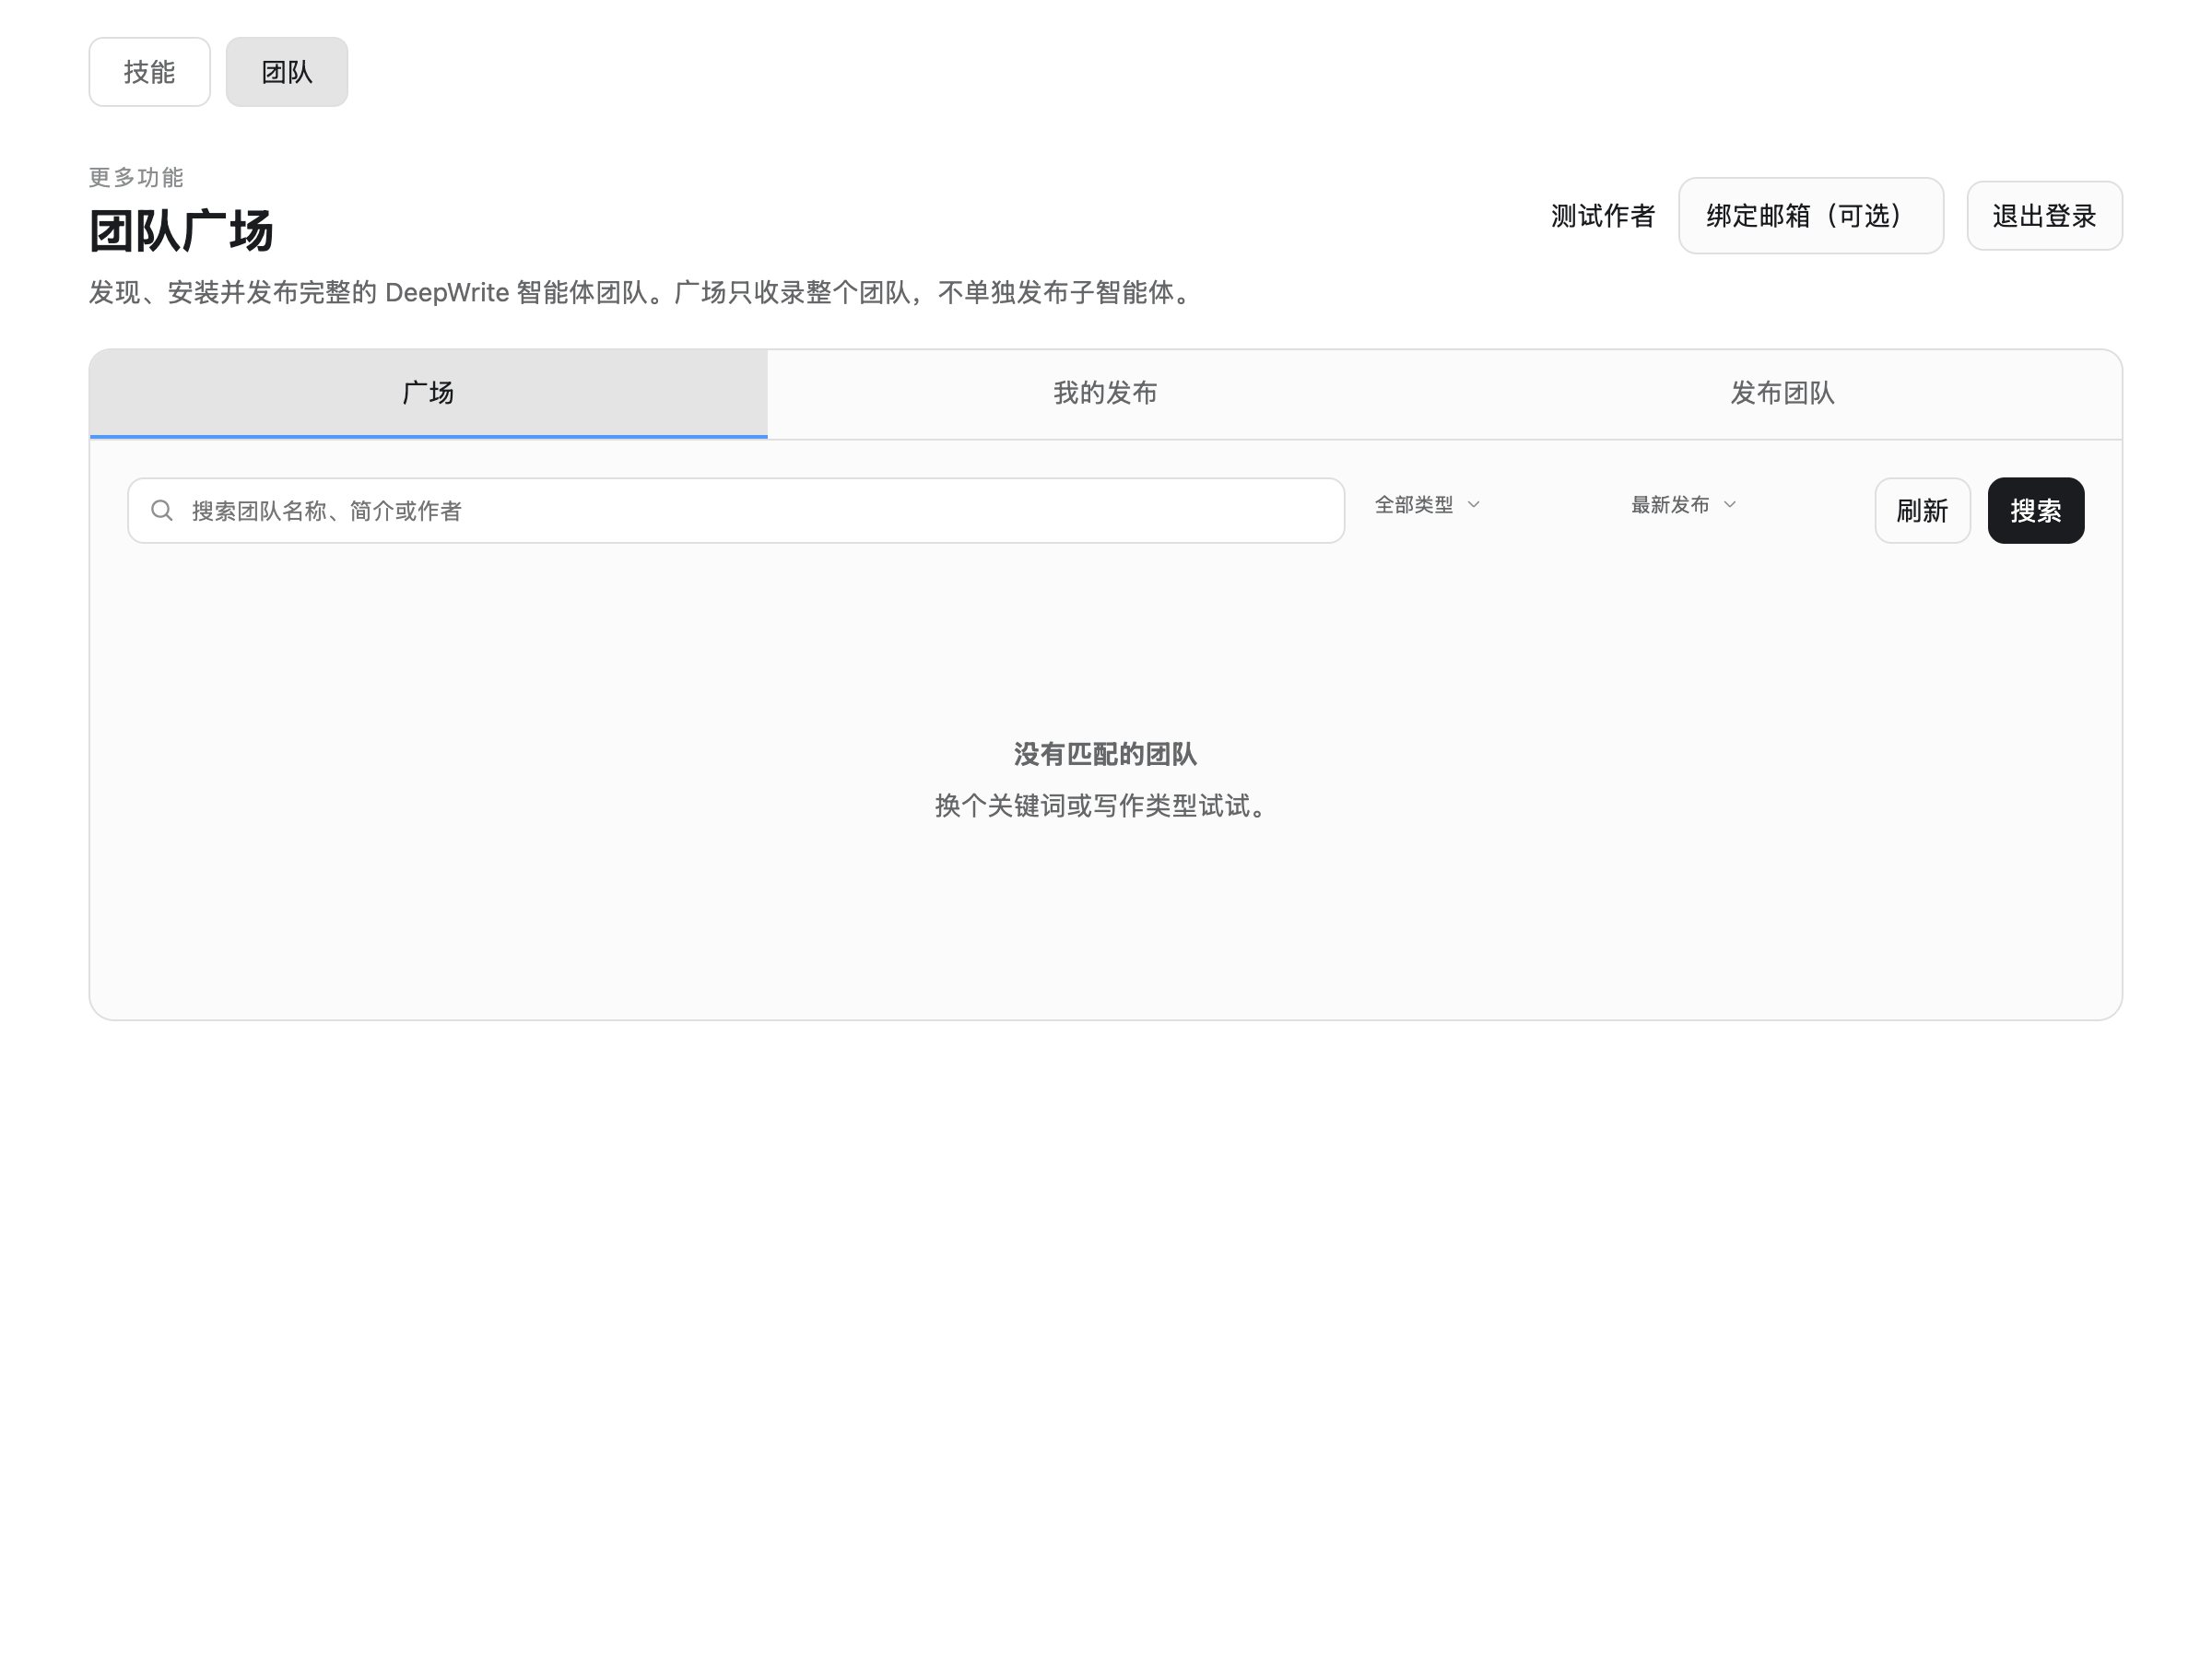 技能 团队
更多功能
团队广场
测试作者 绑定邮箱（可选） 退出登录
发现、安装并发布完整的 DeepWrite 智能体团队。广场只收录整个团队，不单独发布子智能体。
广场 我的发布 发布团队
搜索团队名称、简介或作者 全部类型 最新发布 刷新 搜索
没有匹配的团队
换个关键词或写作类型试试。